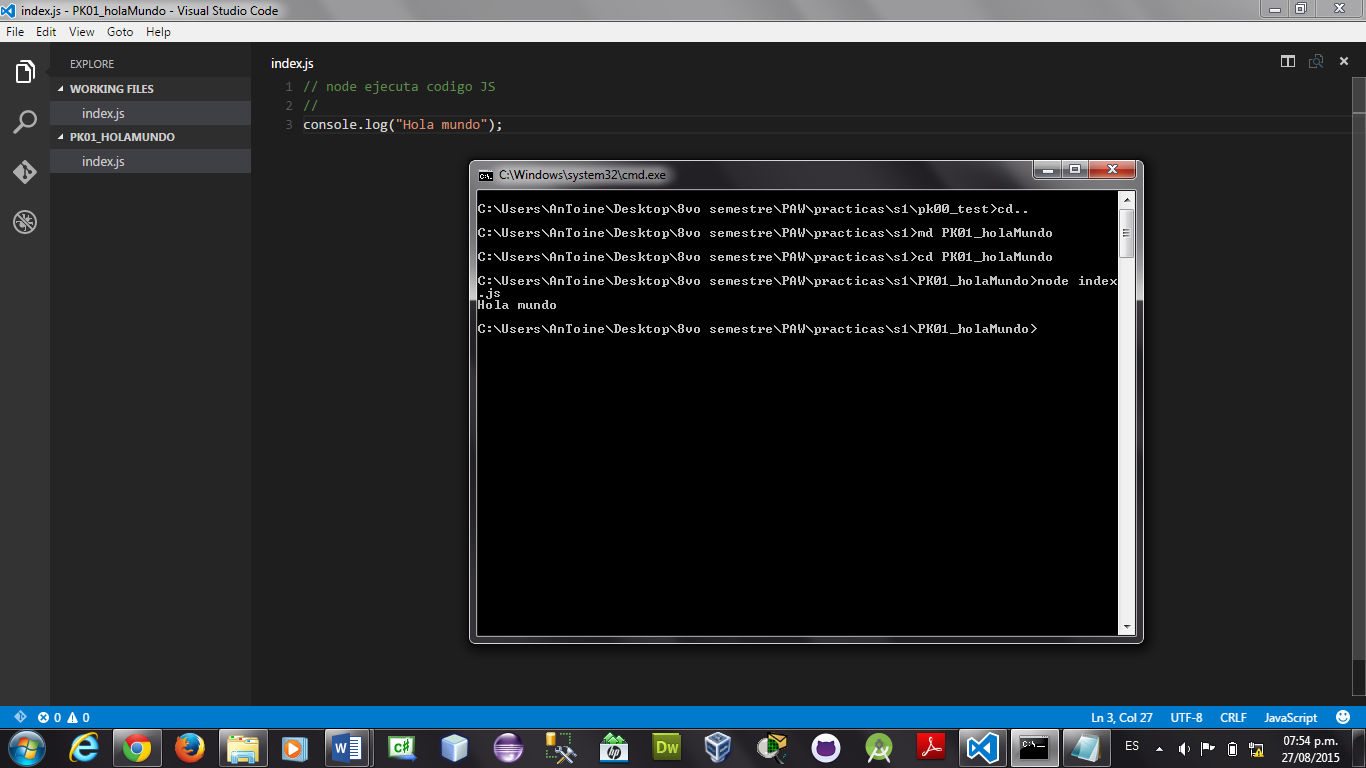 index.js - PK01_holaMundo - Visual Studio Code
File Edit View Goto Help
EXPLORE
WORKING FILES
index.js
PK01_HOLAMUNDO
index.js
index.js
1 // node ejecuta codigo JS
2 //
3 console.log("Hola mundo");
C:\Windows\system32\cmd.exe
C:\Users\AnToine\Desktop\8vo semestre\PAW\practicas\s1\pk00_test>cd..
C:\Users\AnToine\Desktop\8vo semestre\PAW\practicas\s1>md PK01_holaMundo
C:\Users\AnToine\Desktop\8vo semestre\PAW\practicas\s1>cd PK01_holaMundo
C:\Users\AnToine\Desktop\8vo semestre\PAW\practicas\s1\PK01_holaMundo>node index
.js
Hola mundo
C:\Users\AnToine\Desktop\8vo semestre\PAW\practicas\s1\PK01_holaMundo>
0 0 Ln 3, Col 27 UTF-8 CRLF JavaScript
C# hp Dw C:\_ ES 07:54 p.m.
27/08/2015